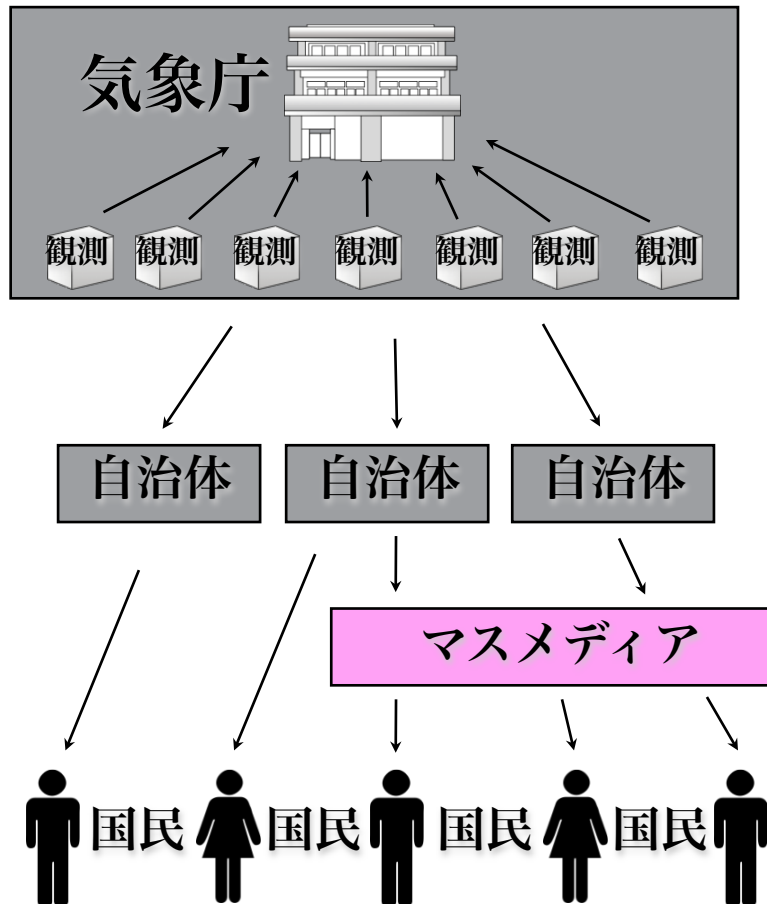 気象庁
観測 観測 観測 観測 観測 観測 観測
自治体 自治体 自治体
マスメディア
国民 国民 国民 国民